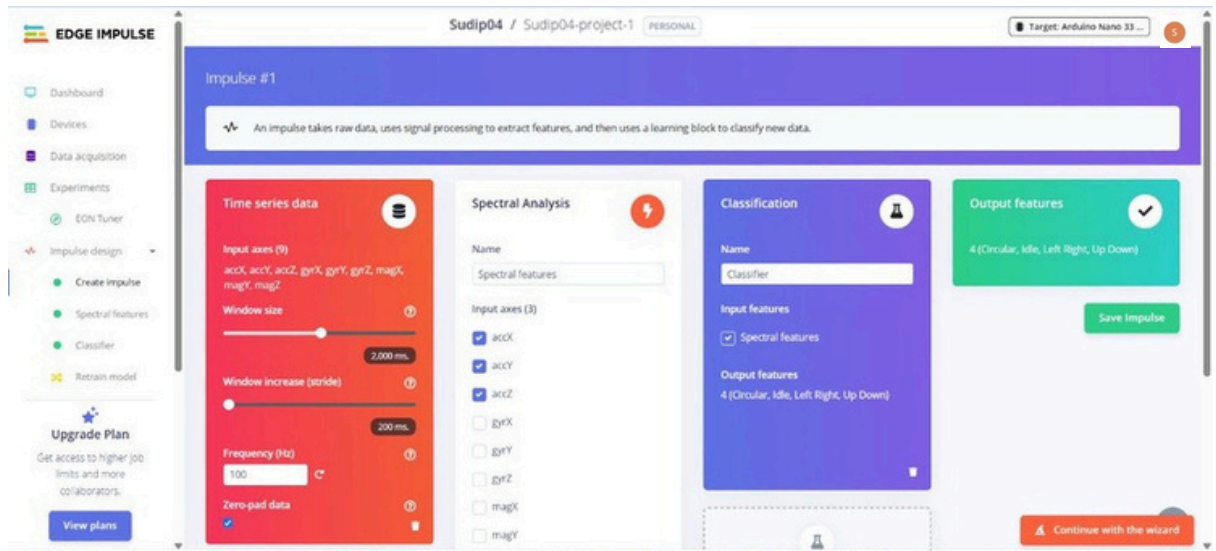 EDGE IMPULSE
Dashboard
Devices
Data acquisition
Experiments
EON Tuner
Impulse design
Create impulse
Spectral features
Classifier
Retrain model
Upgrade Plan
Get access to higher job
limits and more
collaborators.
View plans
Sudip04 / Sudip04-project-1 PERSONAL
Target: Arduino Nano 33 ...
S
Impulse #1
An impulse takes raw data, uses signal processing to extract features, and then uses a learning block to classify new data.
Time series data
Input axes (9)
accX, accY, accZ, gyrX, gyrY, gyrZ, magX,
magY, magZ
Window size
2,000 ms.
Window increase (stride)
200 ms.
Frequency (Hz)
100
Zero-pad data
Spectral Analysis
Name
Spectral features
Input axes (3)
accX
accY
accZ
gyrX
gyrY
gyrZ
magX
magY
Classification
Name
Classifier
Input features
Spectral features
Output features
4 (Circular, Idle, Left Right, Up Down)
Output features
4 (Circular, Idle, Left Right, Up Down)
Save Impulse
Continue with the wizard